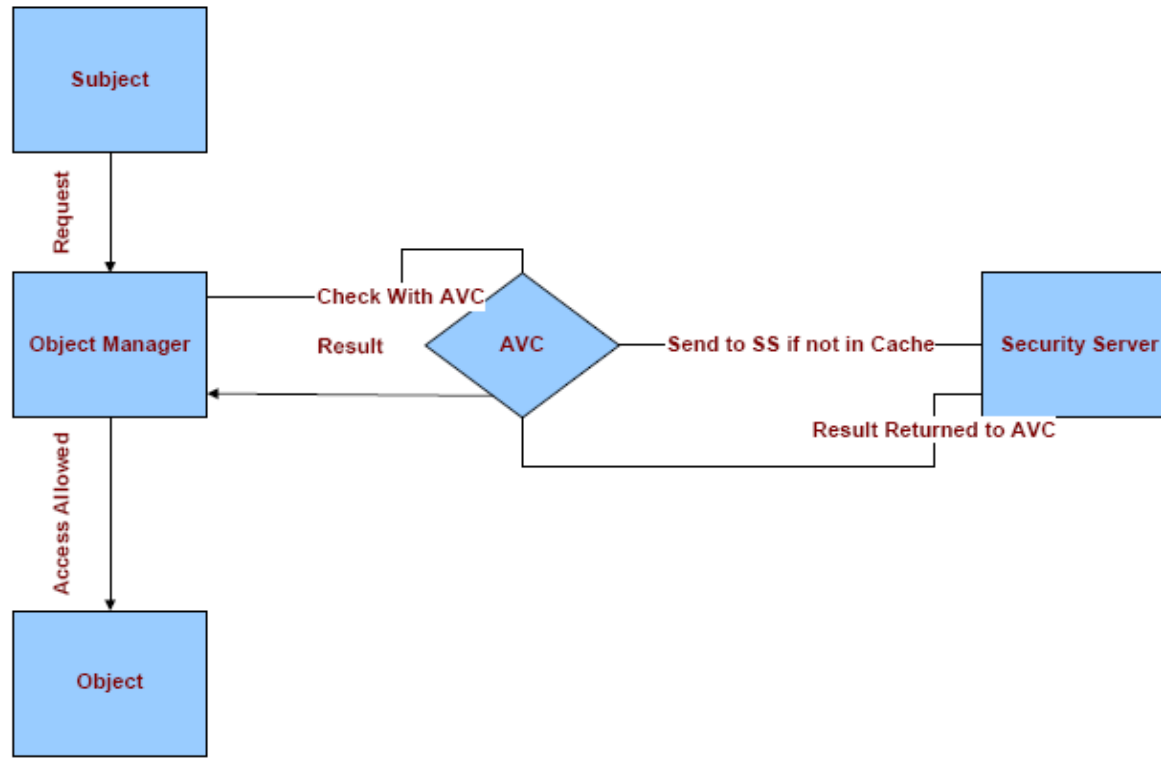 Subject
Request
Check With AVC
Object Manager
Result
AVC
Send to SS if not in Cache
Security Server
Result Returned to AVC
Access Allowed
Object